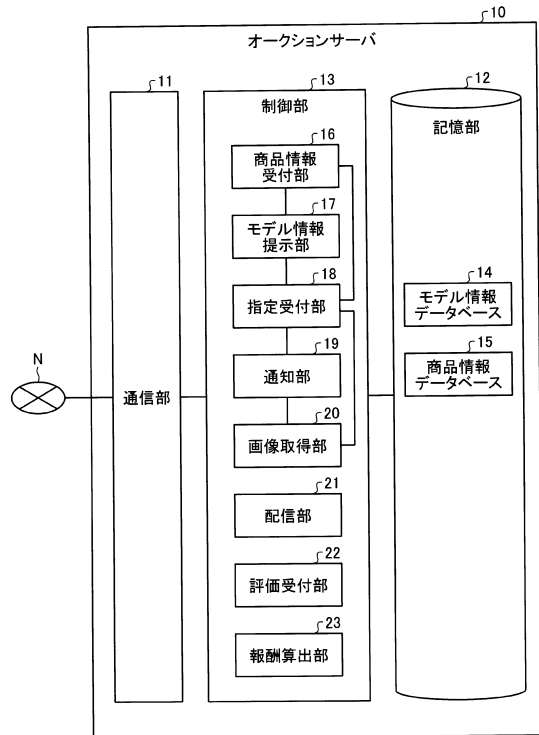 10
オークションサーバ
11
13
12
制御部
記憶部
16
商品情報
受付部
17
モデル情報
提示部
18
指定受付部
14
モデル情報
データベース
19
通知部
15
商品情報
データベース
N
通信部
20
画像取得部
21
配信部
22
評価受付部
23
報酬算出部